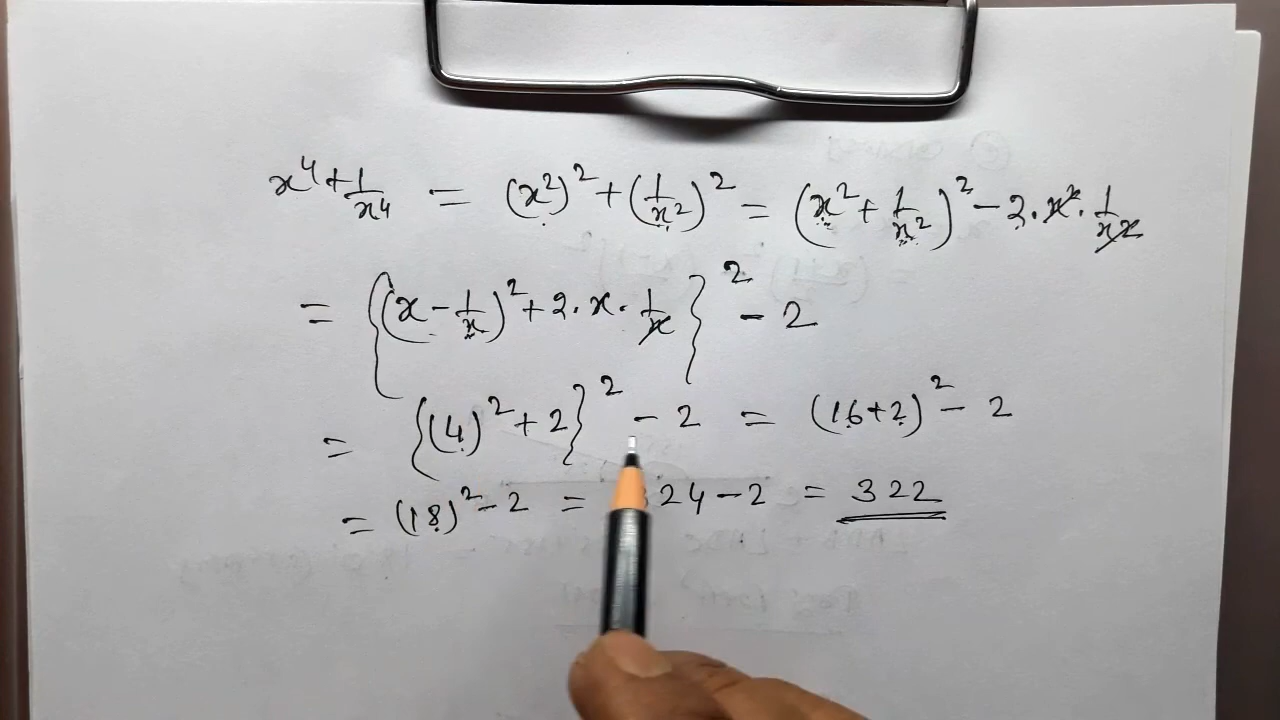 x⁴ + 1/x⁴ = (x²)² + (1/x²)² = (x² + 1/x²)² - 2 . x² . 1/x²
= {(x - 1/x)² + 2 . x . 1/x}² - 2
= {(4)² + 2}² - 2 = (16+2)² - 2
= (18)² - 2 = 324 - 2 = 322